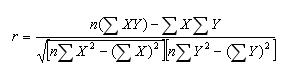 r = n(∑ XY) − ∑ X ∑ Y / √[n∑ X² − (∑ X)²][n∑ Y² − (∑ Y)²]